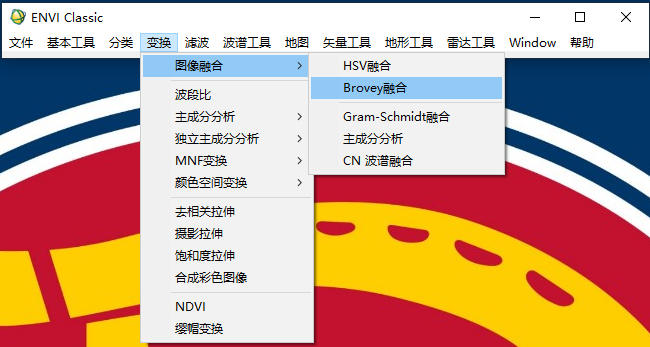 ENVI Classic
文件 基本工具 分类 变换 滤波 波谱工具 地图 矢量工具 地形工具 雷达工具 Window 帮助
图像融合
波段比
主成分分析
独立主成分分析
MNF变换
颜色空间变换
去相关拉伸
摄影拉伸
饱和度拉伸
合成彩色图像
NDVI
缨帽变换
HSV融合
Brovey融合
Gram-Schmidt融合
主成分分析
CN 波谱融合